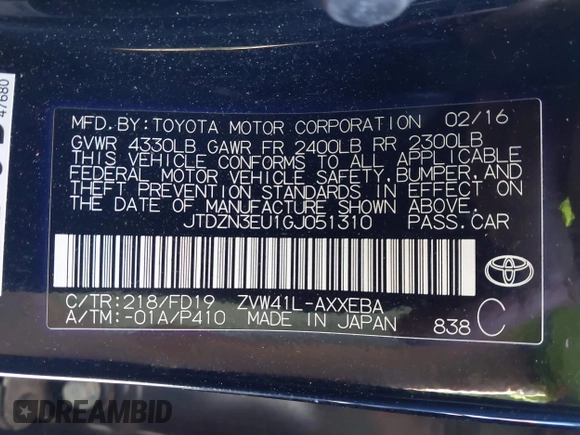 47680
MFD. BY: TOYOTA MOTOR CORPORATION 02/16
GVWR 4330LB GAWR FR 2400LB RR 2300LB
THIS VEHICLE CONFORMS TO ALL APPLICABLE
FEDERAL MOTOR VEHICLE SAFETY, BUMPER, AND
THEFT PREVENTION STANDARDS IN EFFECT ON THE
DATE OF MANUFACTURE SHOWN ABOVE.
JTDZN3EU1GJ051310 PASS. CAR
C/TR: 218/FD19 ZVW41L-AXXEBA
A/TM: -01A/P410 MADE IN JAPAN 838 C
DREAMBID